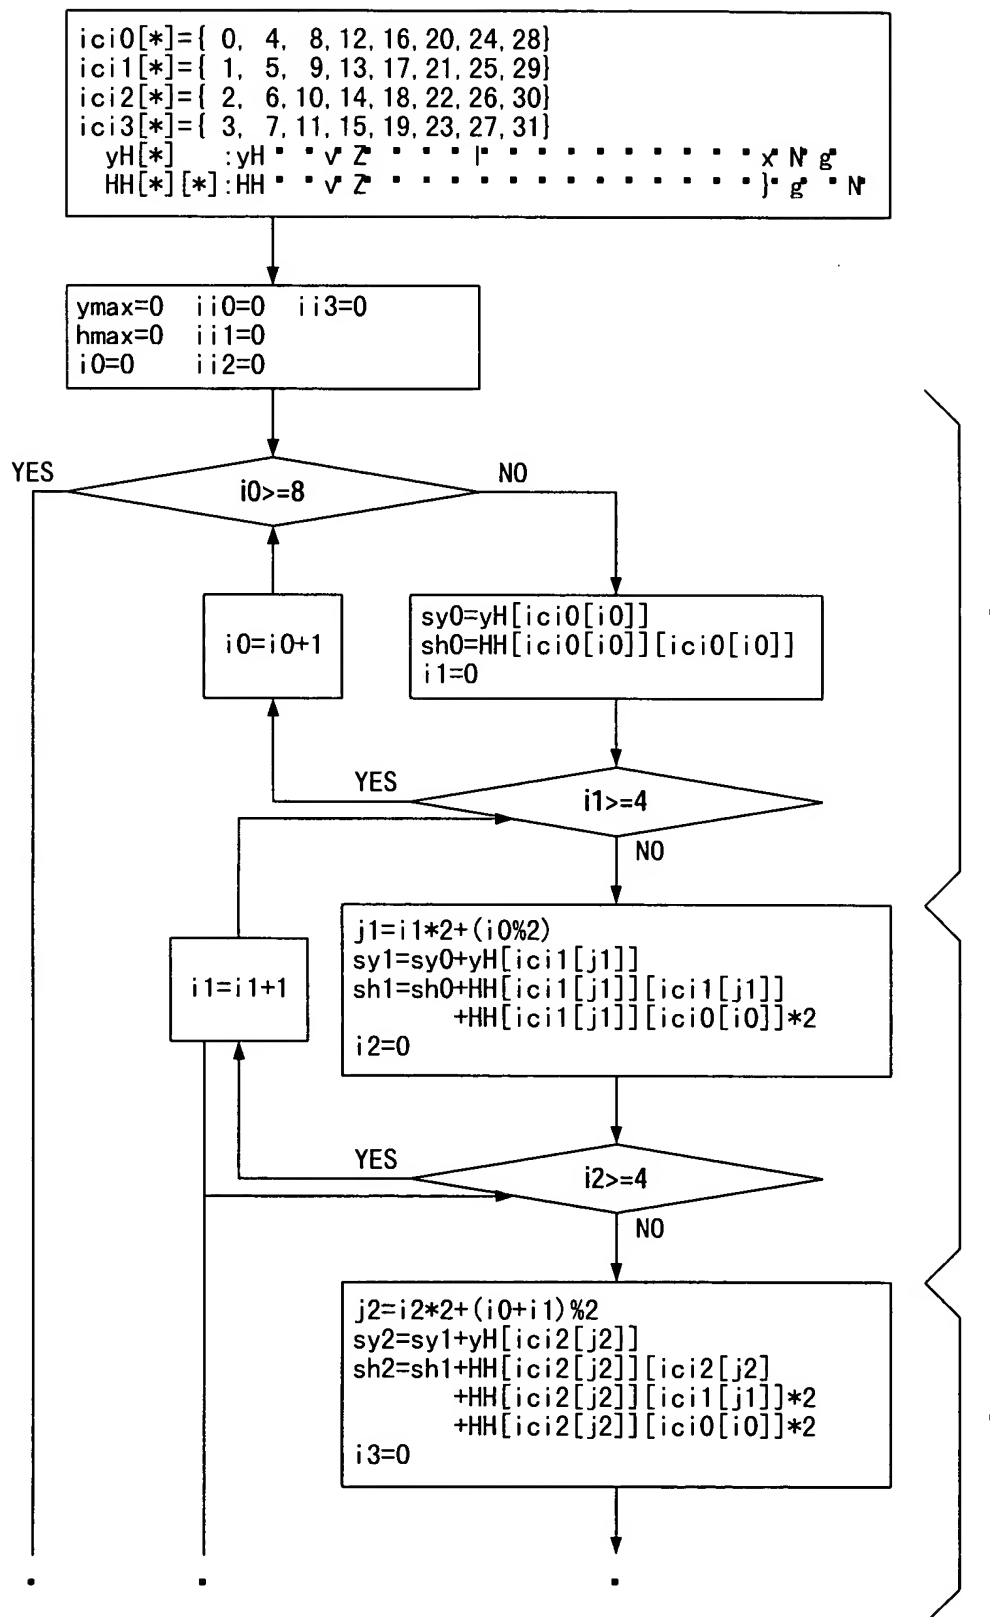 ici0[*]={ 0, 4, 8,12,16,20,24,28}
ici1[*]={ 1, 5, 9,13,17,21,25,29}
ici2[*]={ 2, 6,10,14,18,22,26,30}
ici3[*]={ 3, 7,11,15,19,23,27,31}
yH[*] :yH
HH[*][*]:HH
ymax=0 ii0=0 ii3=0
hmax=0 ii1=0
i0=0 ii2=0
YES
i0>=8
NO
i0=i0+1
sy0=yH[ici0[i0]]
sh0=HH[ici0[i0]][ici0[i0]]
i1=0
YES
i1>=4
NO
i1=i1+1
j1=i1*2+(i0%2)
sy1=sy0+yH[ici1[j1]]
sh1=sh0+HH[ici1[j1]][ici1[j1]]
+HH[ici1[j1]][ici0[i0]]*2
i2=0
YES
i2>=4
NO
j2=i2*2+(i0+i1)%2
sy2=sy1+yH[ici2[j2]]
sh2=sh1+HH[ici2[j2]][ici2[j2]
+HH[ici2[j2]][ici1[j1]]*2
+HH[ici2[j2]][ici0[i0]]*2
i3=0